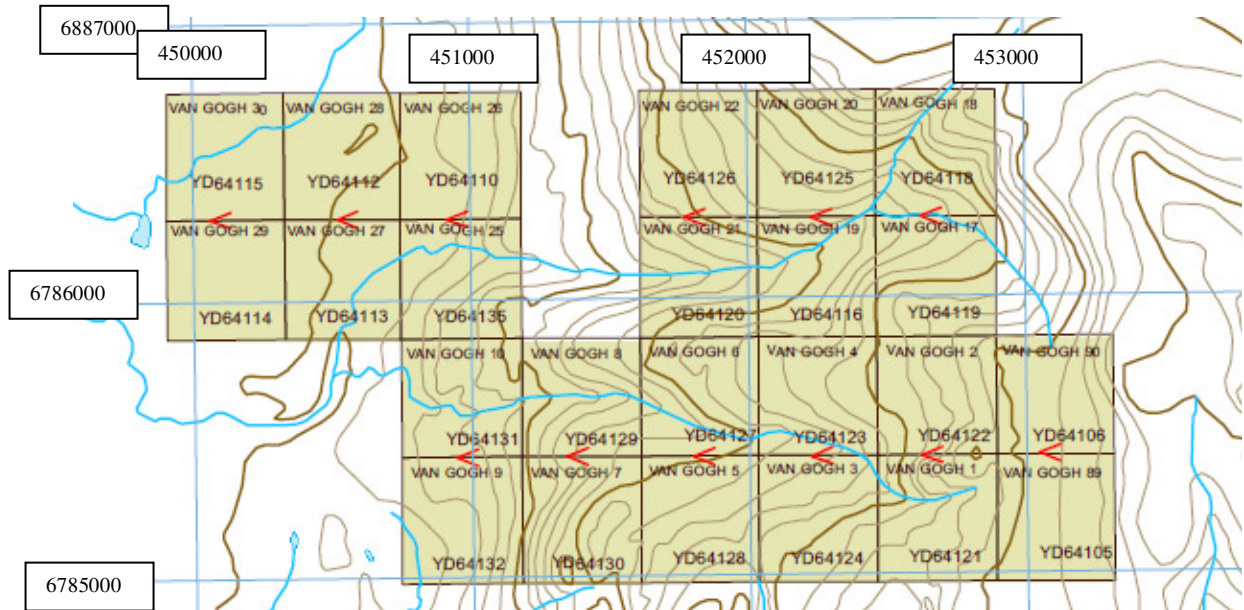 6887000
450000
451000
452000
453000
VAN GOGH 30
VAN GOGH 28
VAN GOGH 26
VAN GOGH 22
VAN GOGH 20
VAN GOGH 18
YD64115
YD64112
YD64110
YD64126
YD64125
YD64118
VAN GOGH 29
VAN GOGH 27
VAN GOGH 25
VAN GOGH 21
VAN GOGH 19
VAN GOGH 17
6786000
YD64114
YD64113
YD64135
YD64120
YD64116
YD64119
VAN GOGH 10
VAN GOGH 8
VAN GOGH 6
VAN GOGH 4
VAN GOGH 2
VAN GOGH 90
YD64131
YD64129
YD64127
YD64123
YD64122
YD64106
VAN GOGH 9
VAN GOGH 7
VAN GOGH 5
VAN GOGH 3
VAN GOGH 1
VAN GOGH 89
YD64132
YD64130
YD64128
YD64124
YD64121
YD64105
6785000